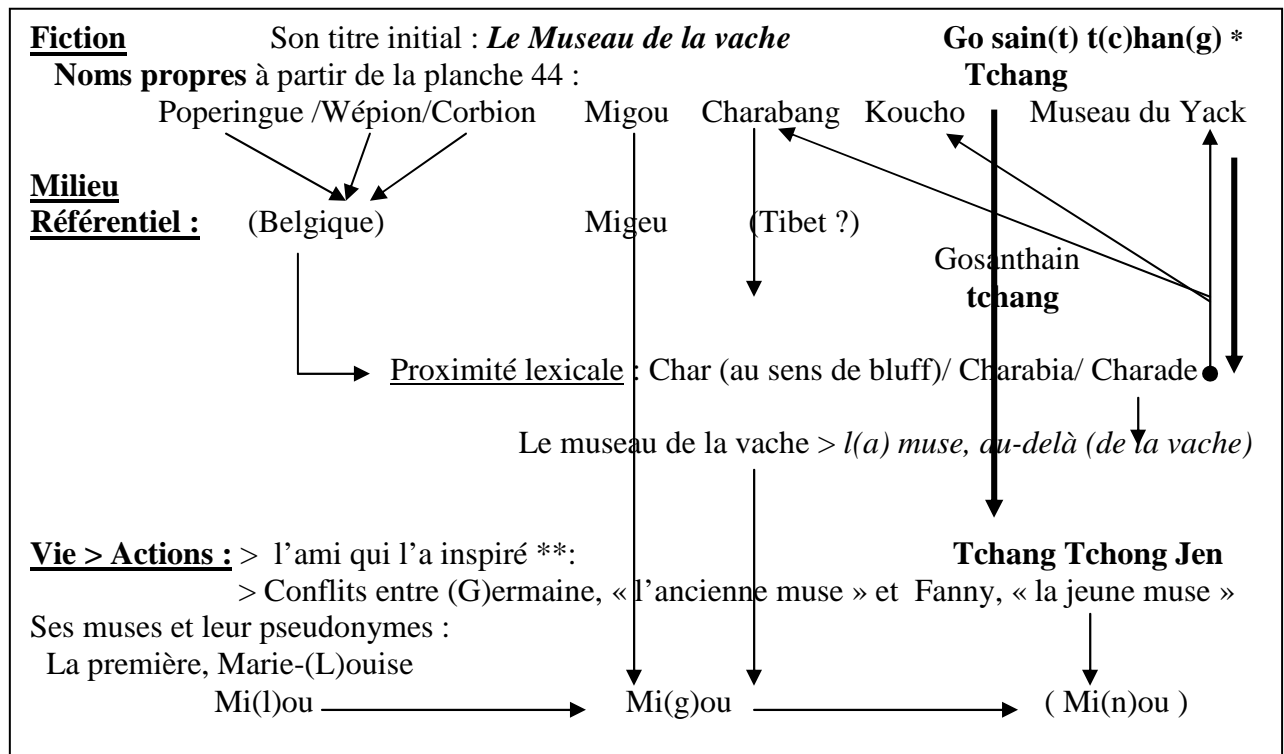 Fiction Son titre initial : Le Museau de la vache Go sain(t) t(c)han(g) *
Noms propres à partir de la planche 44 : Tchang
Poperingue /Wépion/Corbion Migou Charabang Koucho Museau du Yack
Milieu
Référentiel : (Belgique) Migeu (Tibet ?)
Gosanthain
tchang
Proximité lexicale : Char (au sens de bluff)/ Charabia/ Charade
Le museau de la vache > l(a) muse, au-delà (de la vache)
Vie > Actions : > l’ami qui l’a inspiré **: Tchang Tchong Jen
> Conflits entre (G)ermaine, « l’ancienne muse » et Fanny, « la jeune muse »
Ses muses et leur pseudonymes :
La première, Marie-(L)ouise
Mi(l)ou Mi(g)ou ( Mi(n)ou )